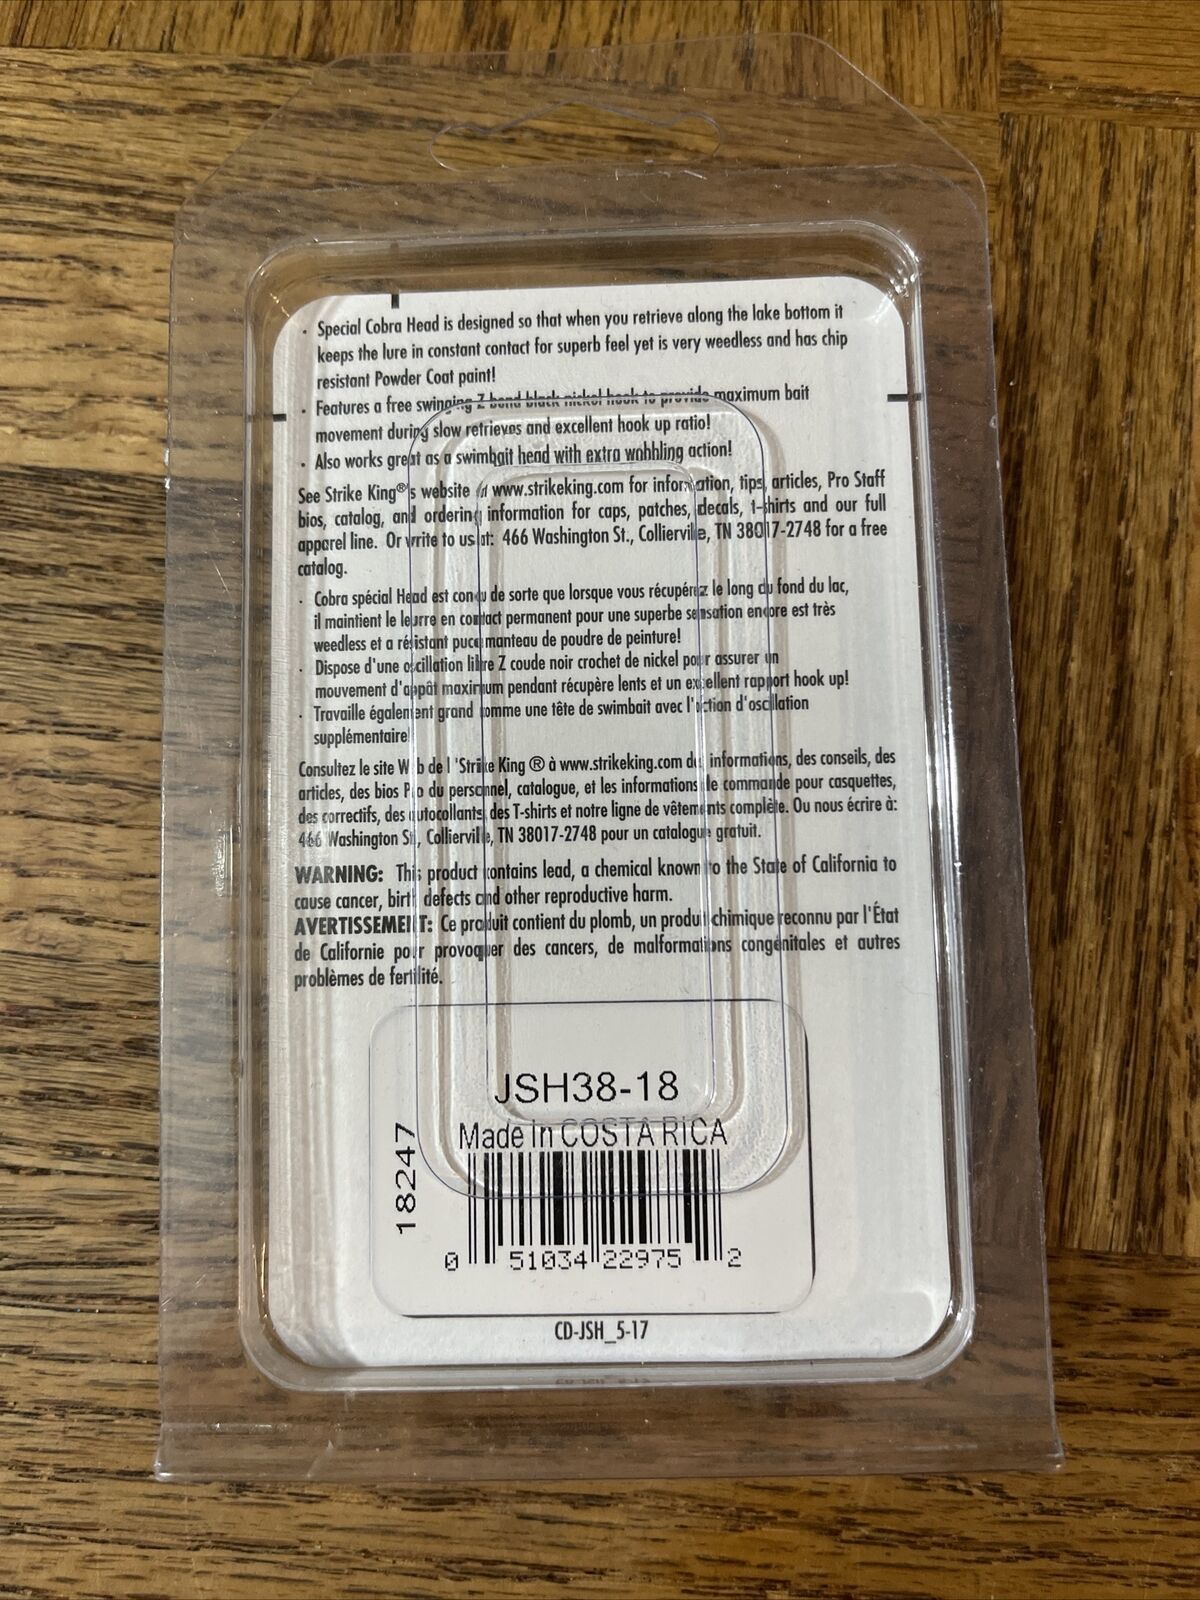 · Special Cobra Head is designed so that when you retrieve along the lake bottom it
keeps the lure in constant contact for superb feel yet is very weedless and has chip
resistant Powder Coat paint!
· Features a free swinging Z bend black nickel hook to provide maximum bait
movement during slow retrieves and excellent hook up ratio!
· Also works great as a swimbait head with extra wobbling action!
See Strike King®'s website at www.strikeking.com for information, tips, articles, Pro Staff
bios, catalog, and ordering information for caps, patches, decals, t-shirts and our full
apparel line. Or write to us at: 466 Washington St., Collierville, TN 38017-2748 for a free
catalog.
· Cobra spécial Head est conçu de sorte que lorsque vous récupérez le long du fond du lac,
il maintient le leurre en contact permanent pour une superbe sensation encore est très
weedless et a résistant puce manteau de poudre de peinture!
· Dispose d'une oscillation libre Z coude noir crochet de nickel pour assurer un
mouvement d'appât maximum pendant récupère lents et un excellent rapport hook up!
· Travaille également grand comme une tête de swimbait avec l'action d'oscillation
supplémentaire!
Consultez le site Web de l 'Strike King ® à www.strikeking.com des informations, des conseils, des
articles, des bios Pro du personnel, catalogue, et les informations de commande pour casquettes,
des correctifs, des autocollants, des T-shirts et notre ligne de vêtements complète. Ou nous écrire à:
466 Washington St., Collierville, TN 38017-2748 pour un catalogue gratuit.
WARNING: This product contains lead, a chemical known to the State of California to
cause cancer, birth defects and other reproductive harm.
AVERTISSEMENT: Ce produit contient du plomb, un produit chimique reconnu par l'État
de Californie pour provoquer des cancers, de malformations congénitales et autres
problèmes de fertilité.
JSH38-18
Made in COSTA RICA
18247
0 51034 22975 2
CD-JSH_5-17